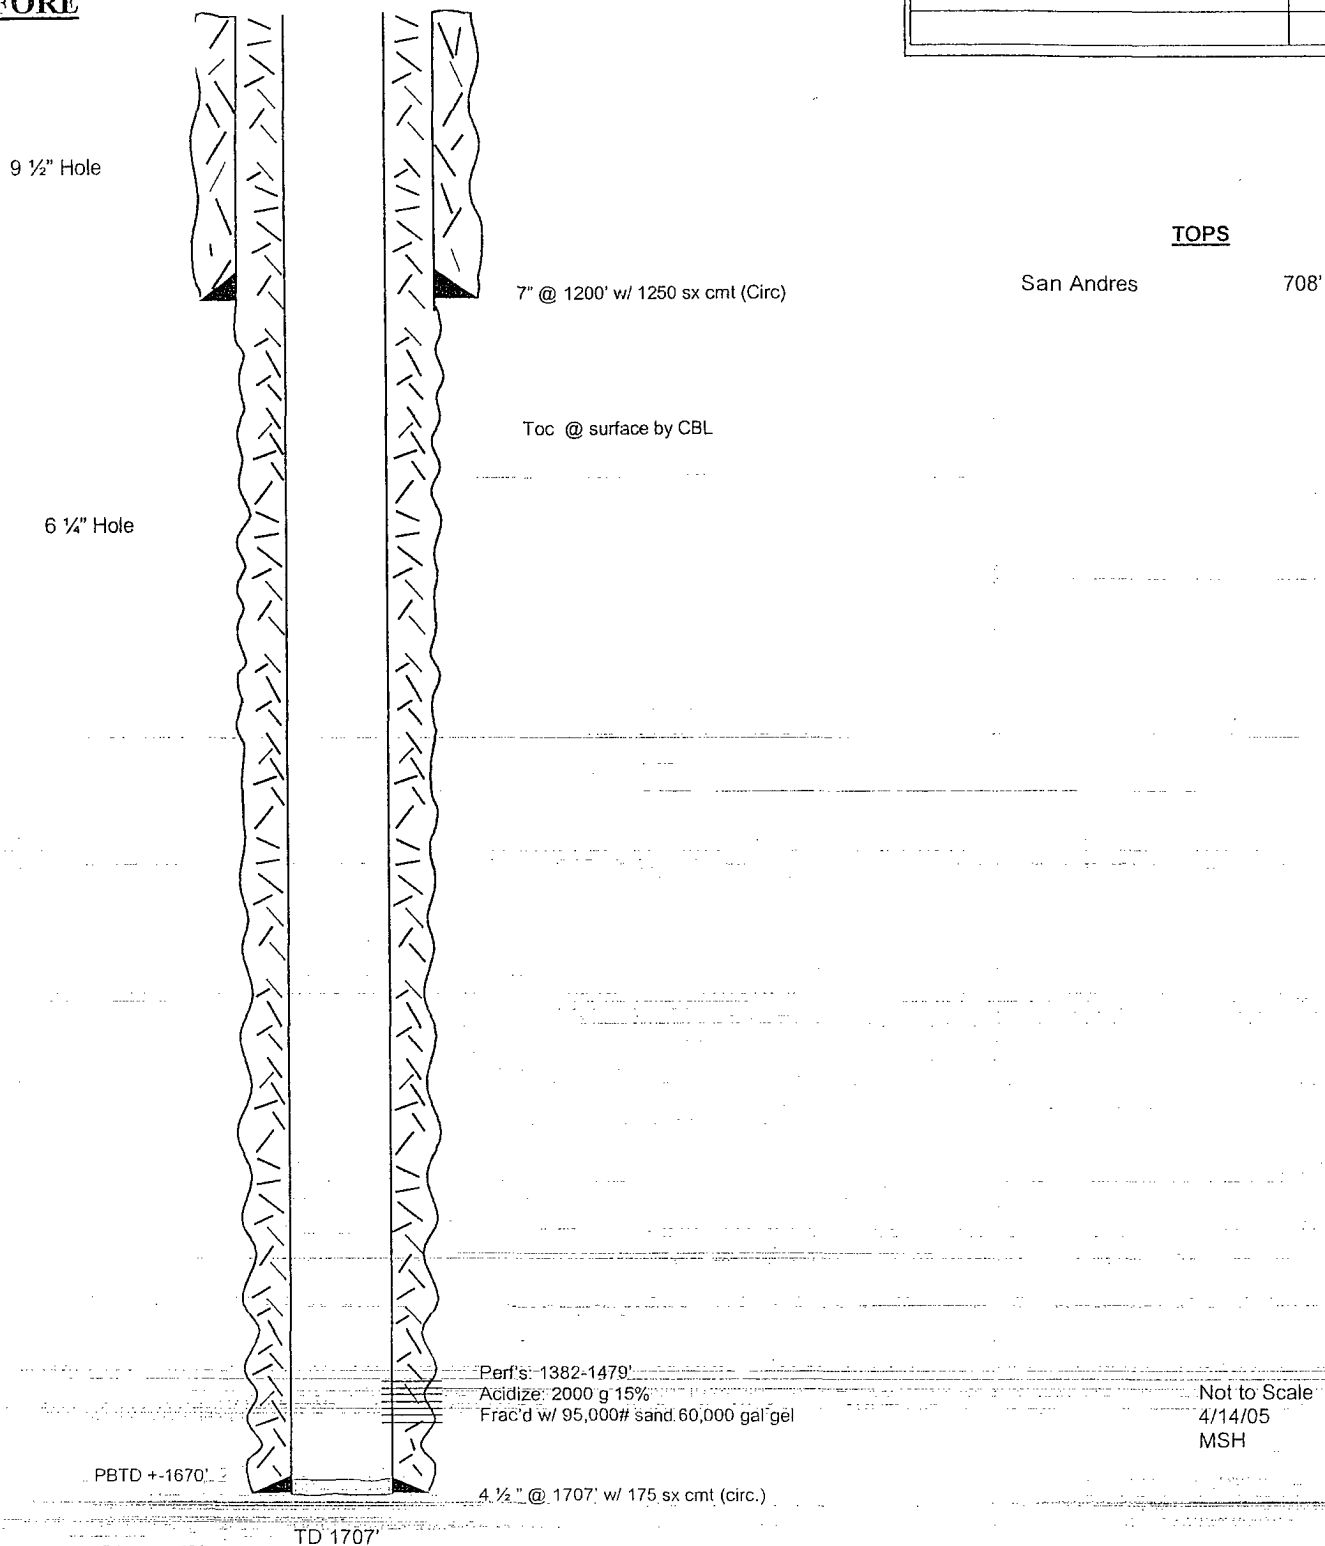 9 ½" Hole
TOPS
San Andres 708'
7" @ 1200' w/ 1250 sx cmt (Circ)
Toc @ surface by CBL
6 ¼" Hole
Perf's: 1382-1479'
Acidize: 2000 g 15%
Frac'd w/ 95,000# sand 60,000 gal gel
Not to Scale
4/14/05
MSH
PBTD +-1670'
4 ½" @ 1707' w/ 175 sx cmt (circ.)
TD 1707'